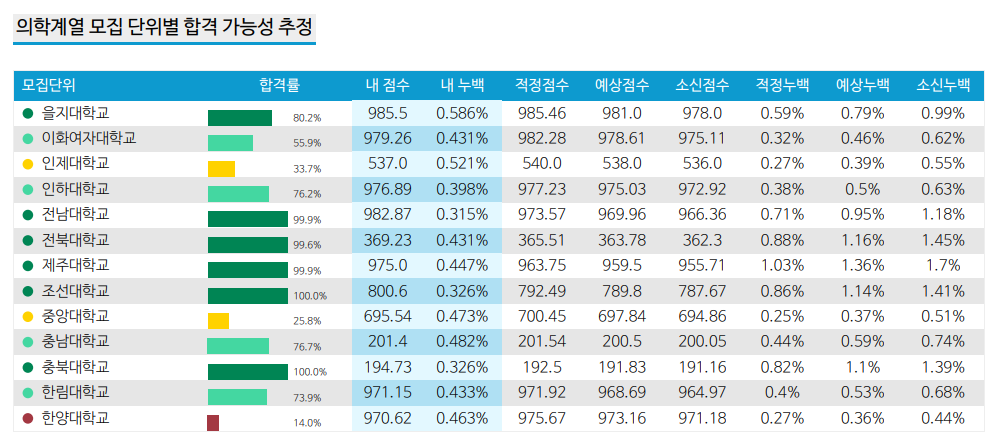 의학계열 모집 단위별 합격 가능성 추정
모집단위 합격률 내 점수 내 누백 적정점수 예상점수 소신점수 적정누백 예상누백 소신누백
을지대학교 80.2% 985.5 0.586% 985.46 981.0 978.0 0.59% 0.79% 0.99%
이화여자대학교 55.9% 979.26 0.431% 982.28 978.61 975.11 0.32% 0.46% 0.62%
인제대학교 33.7% 537.0 0.521% 540.0 538.0 536.0 0.27% 0.39% 0.55%
인하대학교 76.2% 976.89 0.398% 977.23 975.03 972.92 0.38% 0.5% 0.63%
전남대학교 99.9% 982.87 0.315% 973.57 969.96 966.36 0.71% 0.95% 1.18%
전북대학교 99.6% 369.23 0.431% 365.51 363.78 362.3 0.88% 1.16% 1.45%
제주대학교 99.9% 975.0 0.447% 963.75 959.5 955.71 1.03% 1.36% 1.7%
조선대학교 100.0% 800.6 0.326% 792.49 789.8 787.67 0.86% 1.14% 1.41%
중앙대학교 25.8% 695.54 0.473% 700.45 697.84 694.86 0.25% 0.37% 0.51%
충남대학교 76.7% 201.4 0.482% 201.54 200.5 200.05 0.44% 0.59% 0.74%
충북대학교 100.0% 194.73 0.326% 192.5 191.83 191.16 0.82% 1.1% 1.39%
한림대학교 73.9% 971.15 0.433% 971.92 968.69 964.97 0.4% 0.53% 0.68%
한양대학교 14.0% 970.62 0.463% 975.67 973.16 971.18 0.27% 0.36% 0.44%